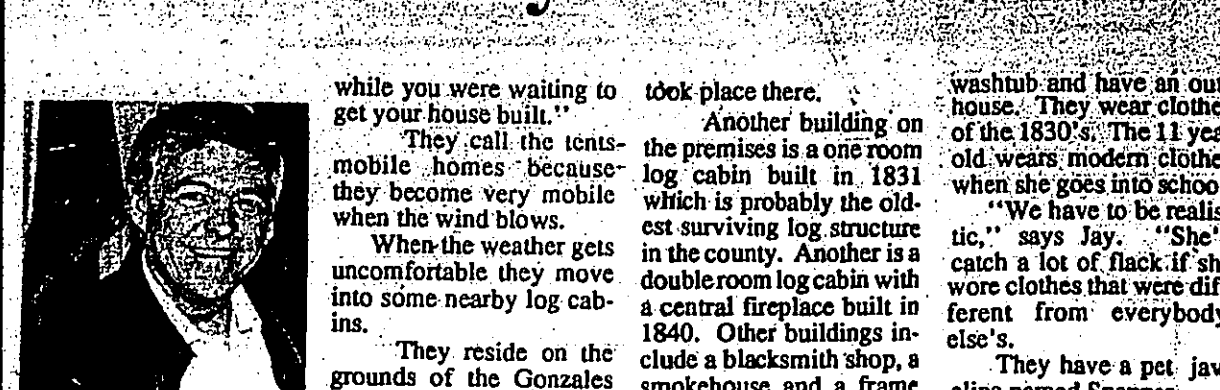 while you were waiting to
get your house built."
They call the tents-
mobile homes because
they become very mobile
when the wind blows.
When the weather gets
uncomfortable they move
into some nearby log cab-
ins.
They reside on the
grounds of the Gonzales
took place there.
Another building on
the premises is a one room
log cabin built in 1831
which is probably the old-
est surviving log structure
in the county. Another is a
double room log cabin with
a central fireplace built in
1840. Other buildings in-
clude a blacksmith shop, a
smokehouse and a frame
washtub and have an out
house. They wear clothe
of the 1830's. The 11 yea
old wears modern clothe
when she goes into schoo
"We have to be realis
tic," says Jay. "She'
catch a lot of flack if sh
wore clothes that were dif
ferent from everybody
else's.
They have a pet jav
named